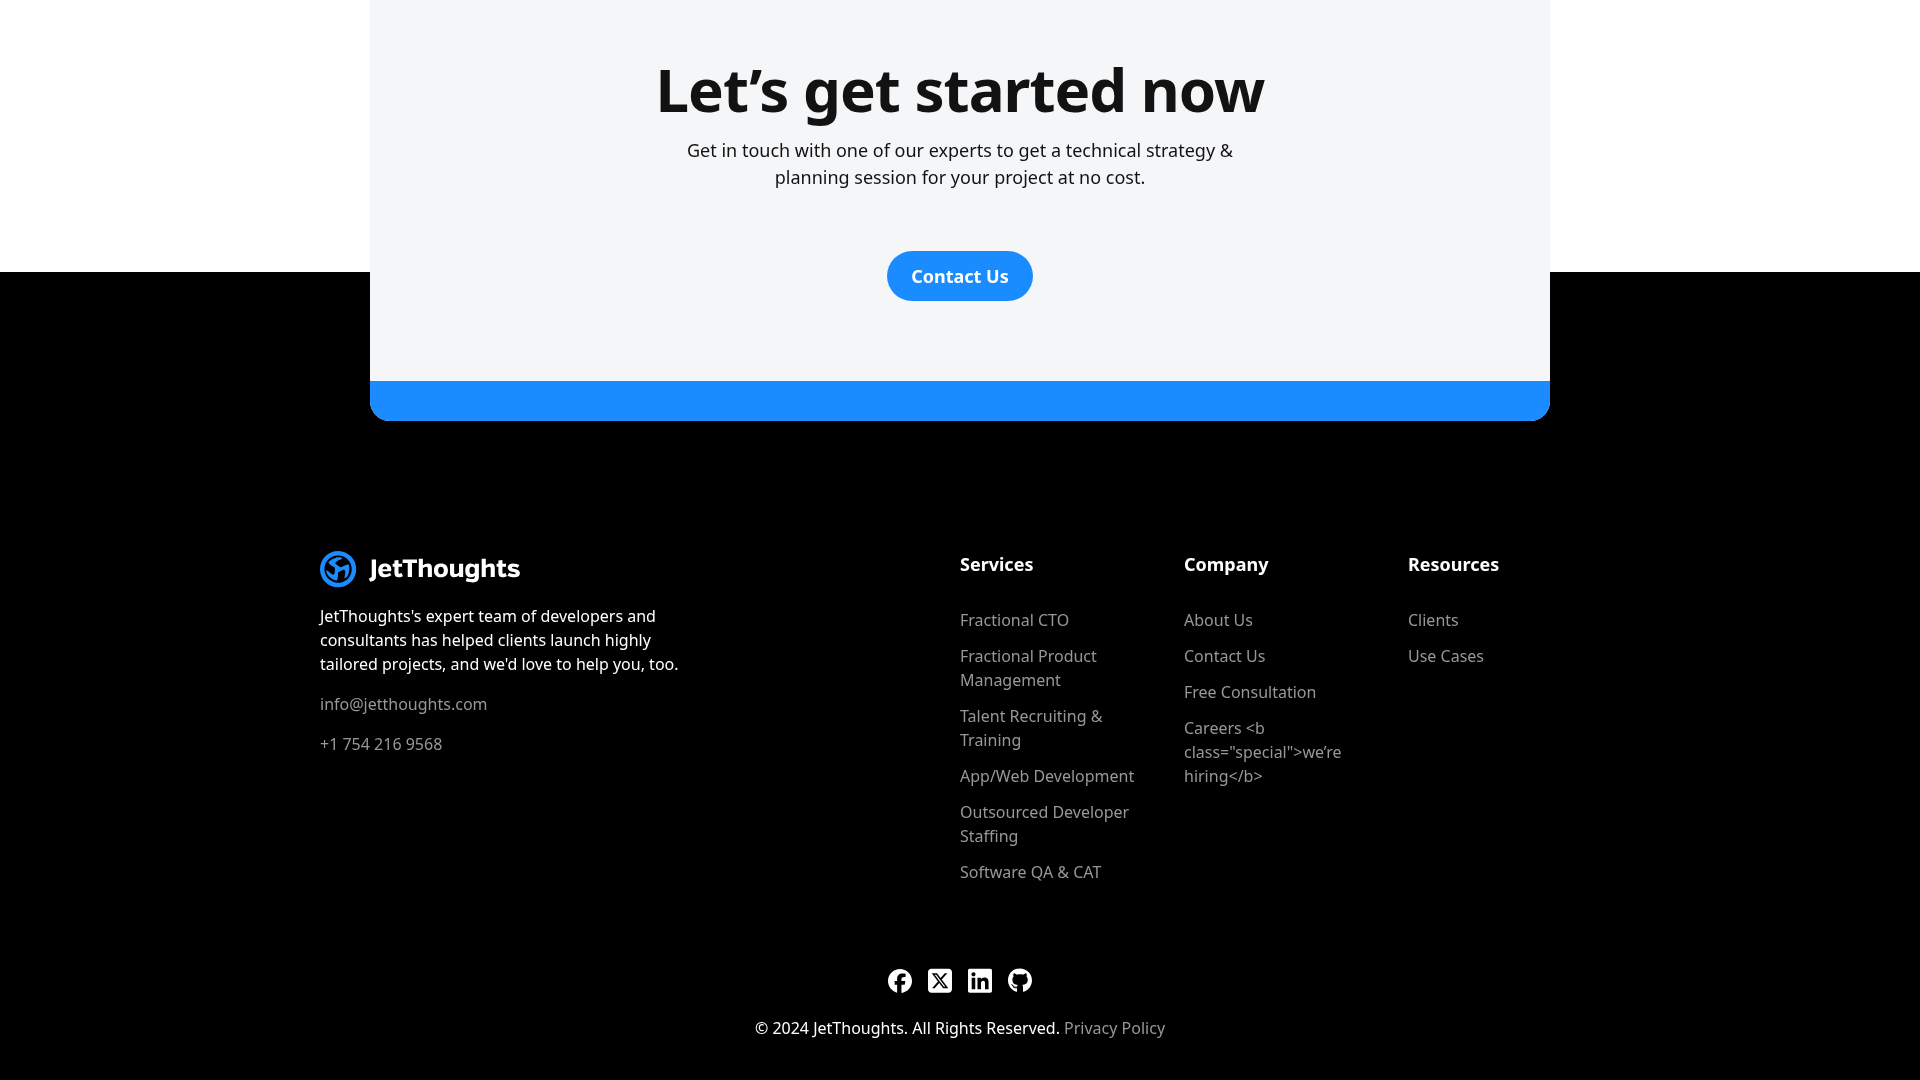 Let’s get started now
Get in touch with one of our experts to get a technical strategy &
planning session for your project at no cost.
Contact Us
JetThoughts
JetThoughts's expert team of developers and
consultants has helped clients launch highly
tailored projects, and we'd love to help you, too.
info@jetthoughts.com
+1 754 216 9568
Services
Fractional CTO
Fractional Product
Management
Talent Recruiting &
Training
App/Web Development
Outsourced Developer
Staffing
Software QA & CAT
Company
About Us
Contact Us
Free Consultation
Careers <b
class="special">we’re
hiring</b>
Resources
Clients
Use Cases
© 2024 JetThoughts. All Rights Reserved. Privacy Policy